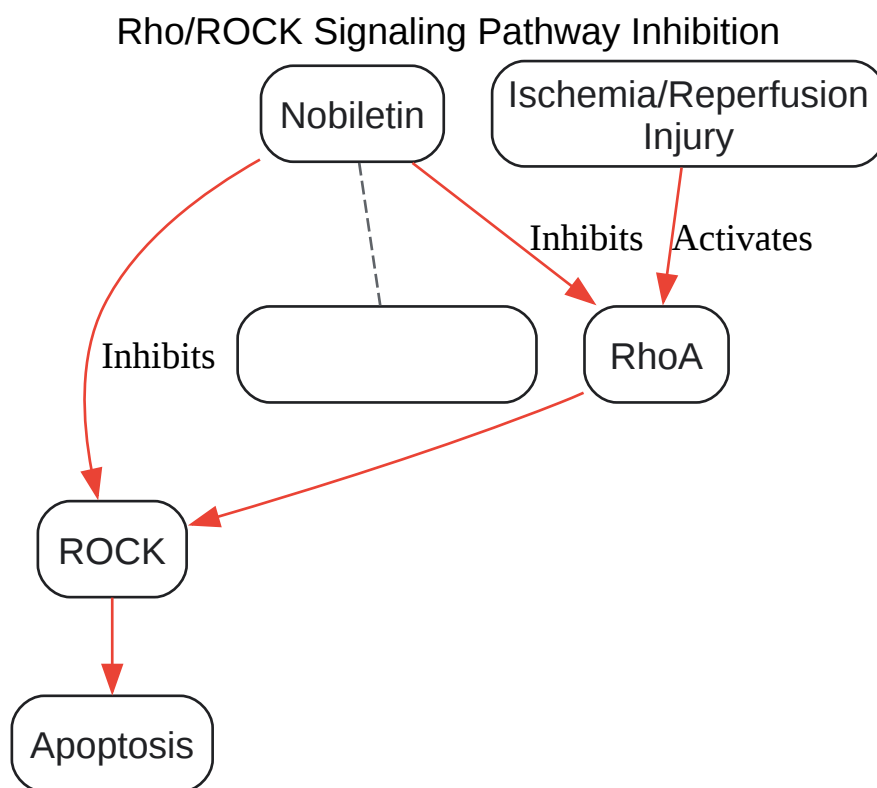 Rho/ROCK Signaling Pathway Inhibition
Nobiletin
Ischemia/Reperfusion
Injury
Inhibits
Activates
Inhibits
RhoA
ROCK
Apoptosis